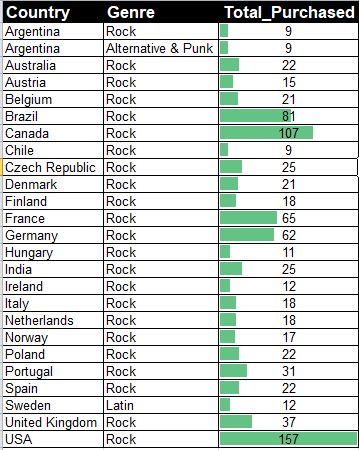 Country Genre Total_Purchased
Argentina Rock 9
Argentina Alternative & Punk 9
Australia Rock 22
Austria Rock 15
Belgium Rock 21
Brazil Rock 81
Canada Rock 107
Chile Rock 9
Czech Republic Rock 25
Denmark Rock 21
Finland Rock 18
France Rock 65
Germany Rock 62
Hungary Rock 11
India Rock 25
Ireland Rock 12
Italy Rock 18
Netherlands Rock 18
Norway Rock 17
Poland Rock 22
Portugal Rock 31
Spain Rock 22
Sweden Latin 12
United Kingdom Rock 37
USA Rock 157